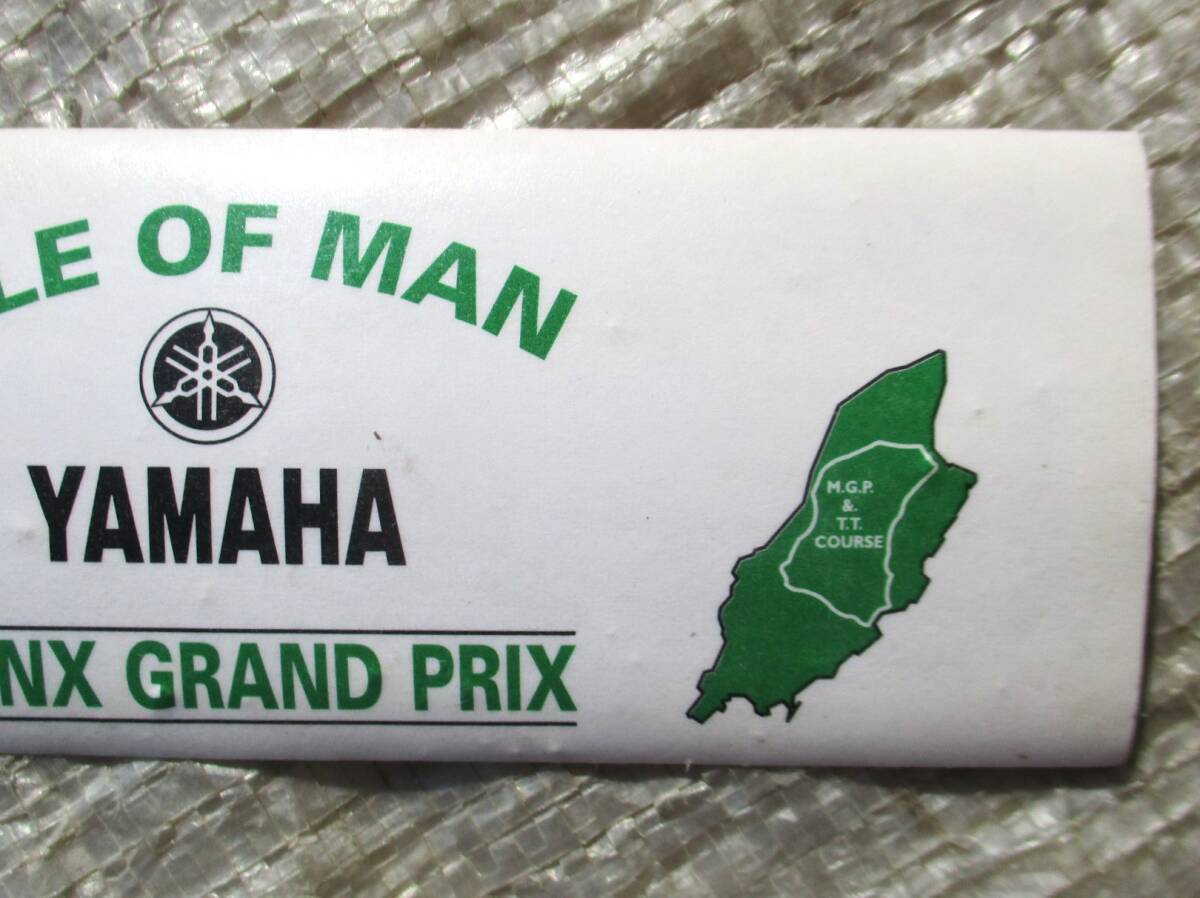 LE OF MAN
YAMAHA
NX GRAND PRIX
M.G.P.
&.
T.T.
COURSE